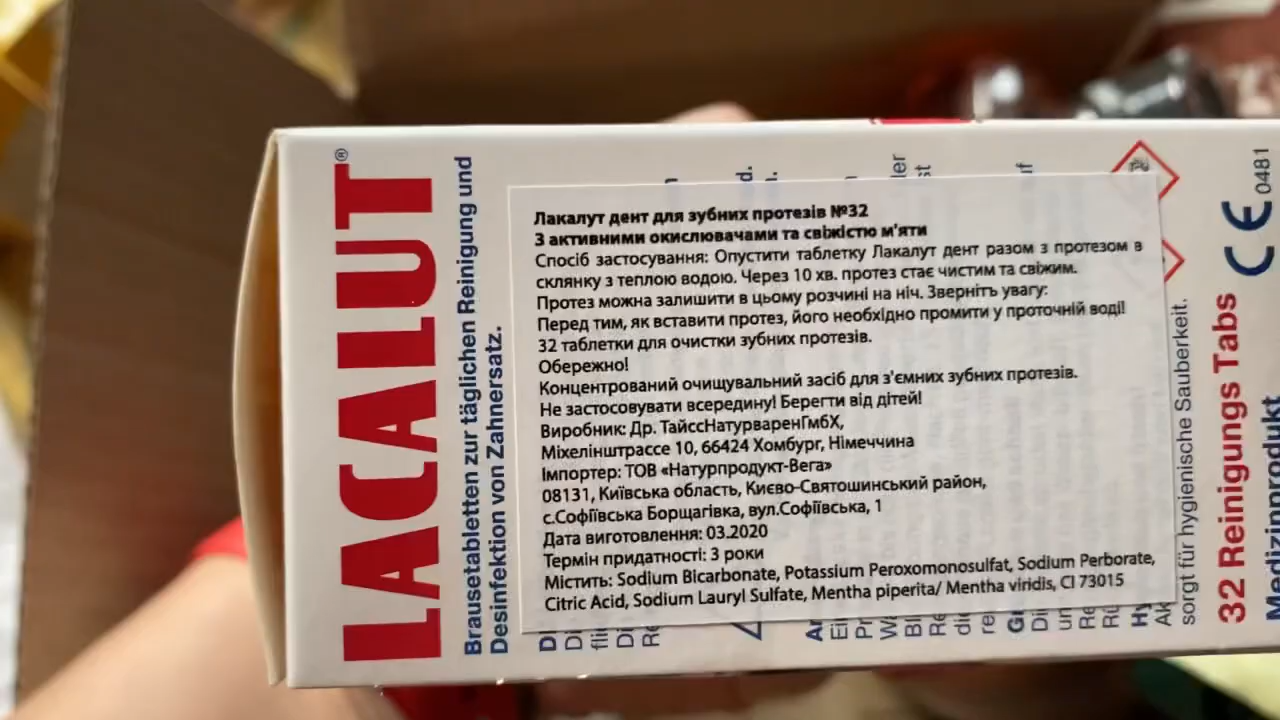 LACALUT®
Brausetabletten zur täglichen Reinigung und
Desinfektion von Zahnersatz.
Лакалут дент для зубних протезів №32
З активними окислювачами та свіжістю м'яти
Спосіб застосування: Опустити таблетку Лакалут дент разом з протезом в
склянку з теплою водою. Через 10 хв. протез стає чистим та свіжим.
Протез можна залишити в цьому розчині на ніч. Зверніть увагу:
Перед тим, як вставити протез, його необхідно промити у проточній воді!
32 таблетки для очистки зубних протезів.
Обережно!
Концентрований очищувальний засіб для з'ємних зубних протезів.
Не застосовувати всередину! Берегти від дітей!
Виробник: Др. ТайссНатурваренГмбХ,
Міхелінштрассе 10, 66424 Хомбург, Німеччина
Імпортер: ТОВ «Натурпродукт-Вега»
08131, Київська область, Києво-Святошинський район,
с.Софіївська Борщагівка, вул.Софіївська, 1
Дата виготовлення: 03.2020
Термін придатності: 3 роки
Містить: Sodium Bicarbonate, Potassium Peroxomonosulfat, Sodium Perborate,
Citric Acid, Sodium Lauryl Sulfate, Mentha piperita/ Mentha viridis, CI 73015
sorgt für hygienische Sauberkeit.
32 Reinigungs Tabs
Medizinprodukt
CE 0481